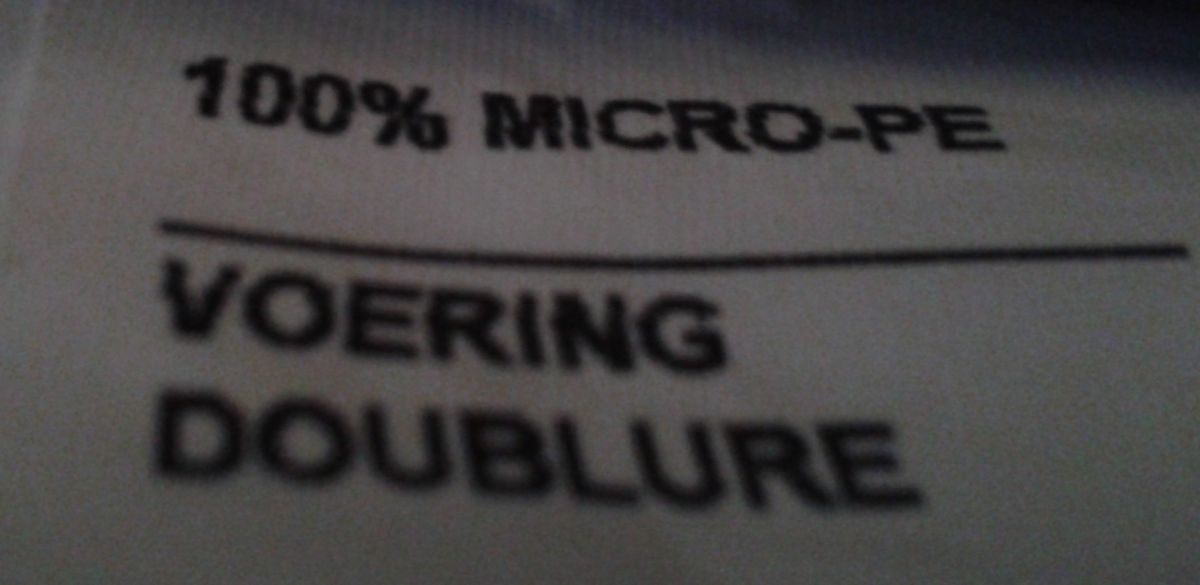 100% MICRO-PE
VOERING
DOUBLURE